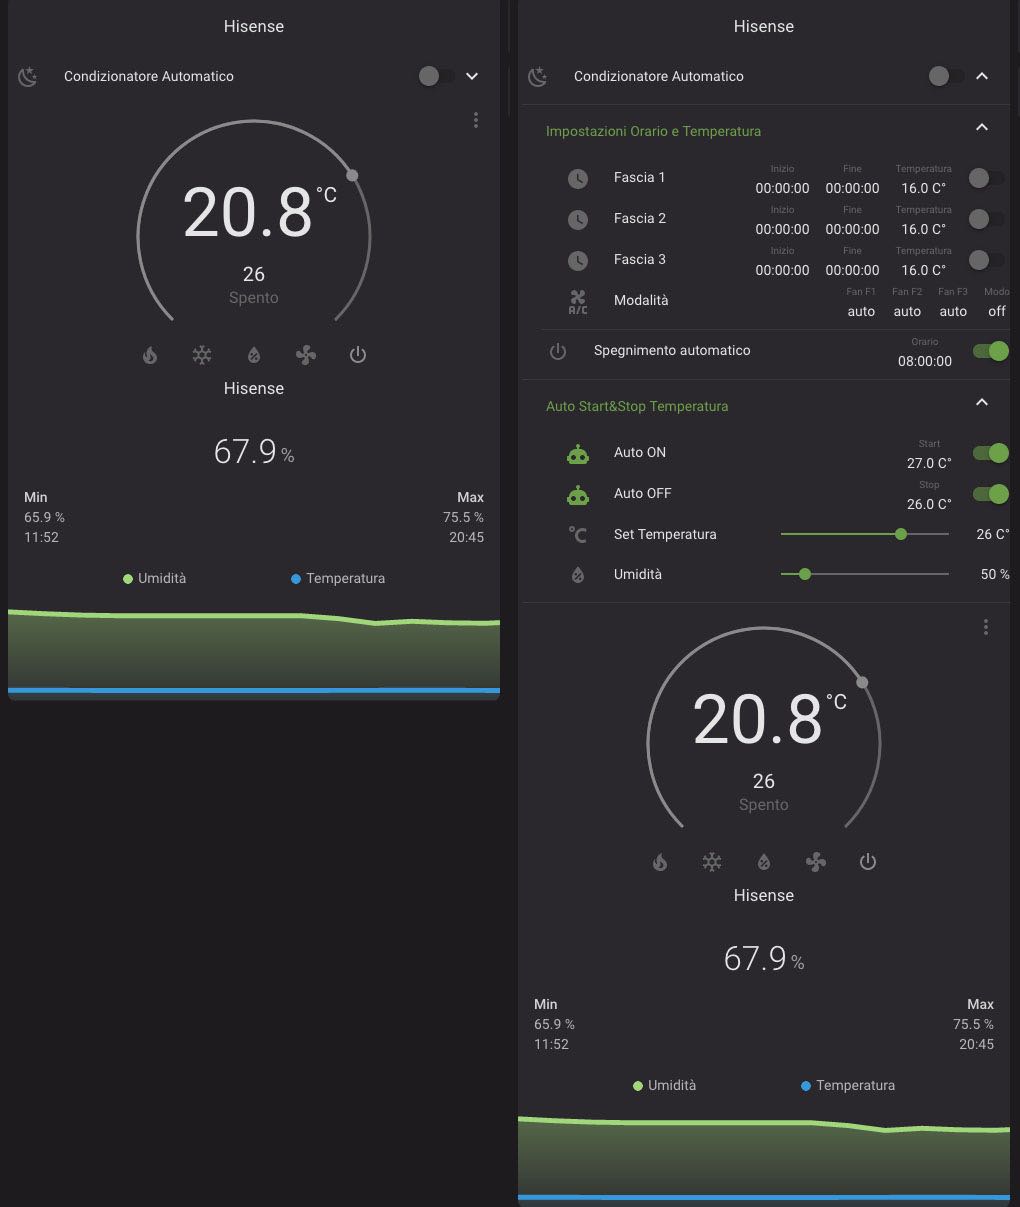 Hisense
Condizionatore Automatico
20.8 °C
26
Spento
Hisense
67.9 %
Min Max
65.9 % 75.5 %
11:52 20:45
Umidità Temperatura
Hisense
Condizionatore Automatico
Impostazioni Orario e Temperatura
Inizio Fine Temperatura
Fascia 1 00:00:00 00:00:00 16.0 C°
Inizio Fine Temperatura
Fascia 2 00:00:00 00:00:00 16.0 C°
Inizio Fine Temperatura
Fascia 3 00:00:00 00:00:00 16.0 C°
Fan F1 Fan F2 Fan F3 Modo
A/C Modalità auto auto auto off
Orario
Spegnimento automatico 08:00:00
Auto Start&Stop Temperatura
Start
Auto ON 27.0 C°
Stop
Auto OFF 26.0 C°
°C Set Temperatura 26 C°
Umidità 50 %
20.8 °C
26
Spento
Hisense
67.9 %
Min Max
65.9 % 75.5 %
11:52 20:45
Umidità Temperatura